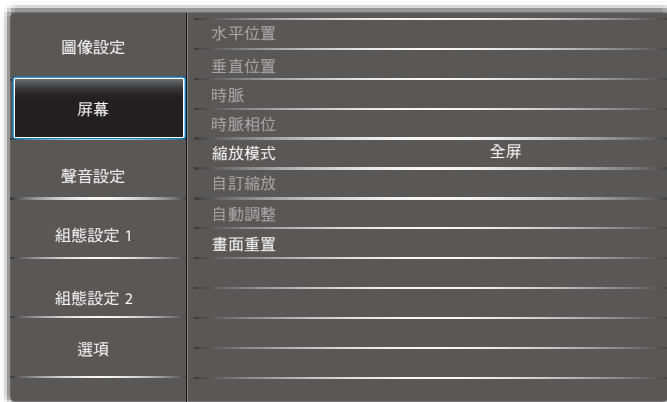 圖像設定
屏幕
聲音設定
組態設定 1
組態設定 2
選項
水平位置
垂直位置
時脈
時脈相位
縮放模式 全屏
自訂縮放
自動調整
畫面重置